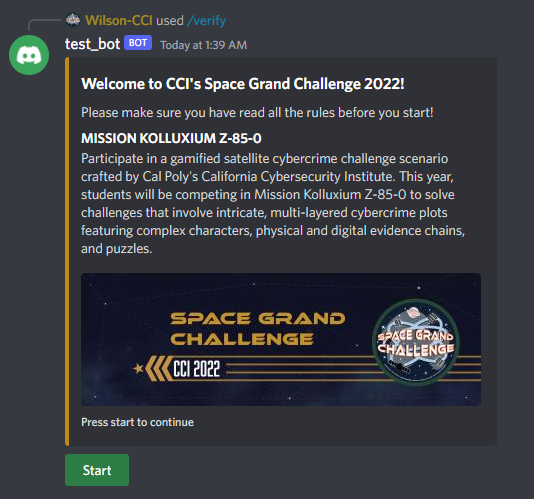 Wilson-CCI used /verify
test_bot BOT Today at 1:39 AM
Welcome to CCI's Space Grand Challenge 2022!
Please make sure you have read all the rules before you start!
MISSION KOLLUXIUM Z-85-0
Participate in a gamified satellite cybercrime challenge scenario
crafted by Cal Poly's California Cybersecurity Institute. This year,
students will be competing in Mission Kolluxium Z-85-0 to solve
challenges that involve intricate, multi-layered cybercrime plots
featuring complex characters, physical and digital evidence chains,
and puzzles.
SPACE GRAND
CHALLENGE
CCI 2022
SPACE GRAND
CHALLENGE
Press start to continue
Start